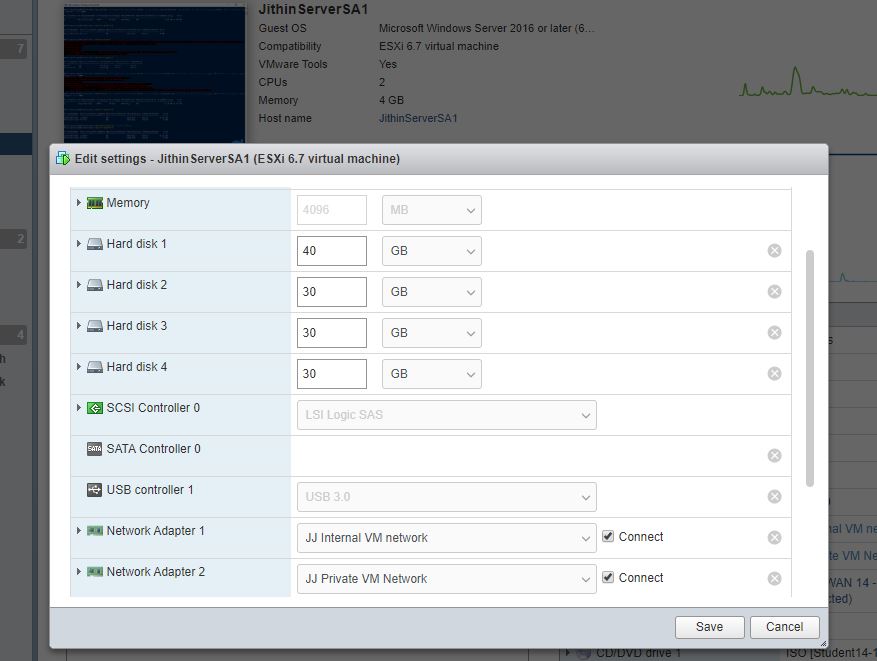 JithinServerSA1
Guest OS Microsoft Windows Server 2016 or later (6...
Compatibility ESXi 6.7 virtual machine
VMware Tools Yes
CPUs 2
Memory 4 GB
Host name JithinServerSA1
7
2
4
h
k
Edit settings - JithinServerSA1 (ESXi 6.7 virtual machine)
Memory 4096 MB
Hard disk 1 40 GB
Hard disk 2 30 GB
Hard disk 3 30 GB
Hard disk 4 30 GB
SCSI Controller 0 LSI Logic SAS
SATA SATA Controller 0
USB controller 1 USB 3.0
Network Adapter 1 JJ Internal VM network Connect
Network Adapter 2 JJ Private VM Network Connect
Save Cancel
s
nal VM ne
te VM Ne
WAN 14 -
cted)
CD/DVD drive 1 ISO [Student14-1